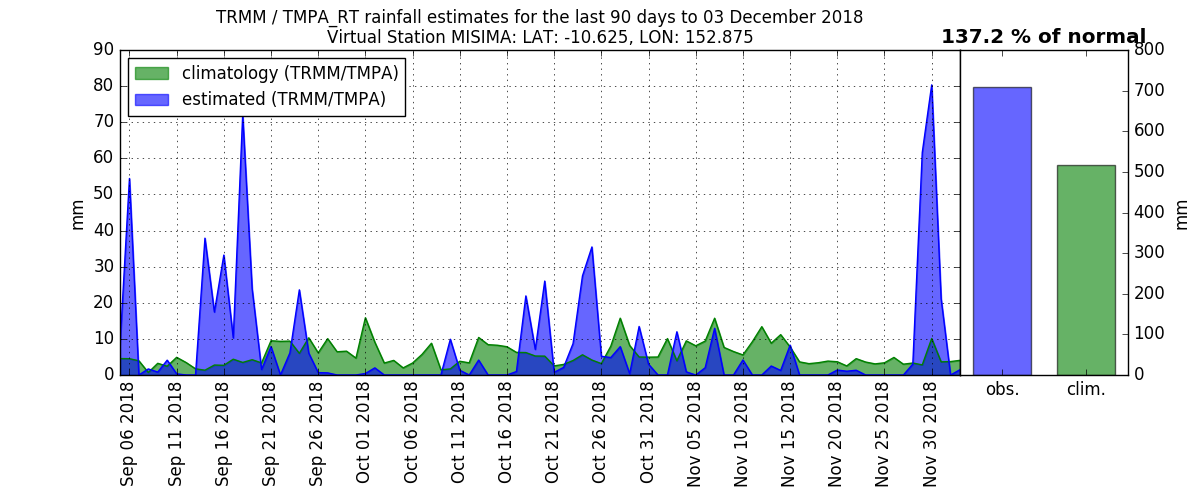 TRMM / TMPA_RT rainfall estimates for the last 90 days to 03 December 2018
Virtual Station MISIMA: LAT: -10.625, LON: 152.875
137.2 % of normal
climatology (TRMM/TMPA)
estimated (TRMM/TMPA)
90
80
70
60
50
40
30
20
10
0
mm
Sep 06 2018
Sep 11 2018
Sep 16 2018
Sep 21 2018
Sep 26 2018
Oct 01 2018
Oct 06 2018
Oct 11 2018
Oct 16 2018
Oct 21 2018
Oct 26 2018
Oct 31 2018
Nov 05 2018
Nov 10 2018
Nov 15 2018
Nov 20 2018
Nov 25 2018
Nov 30 2018
800
700
600
500
400
300
200
100
0
mm
obs.
clim.